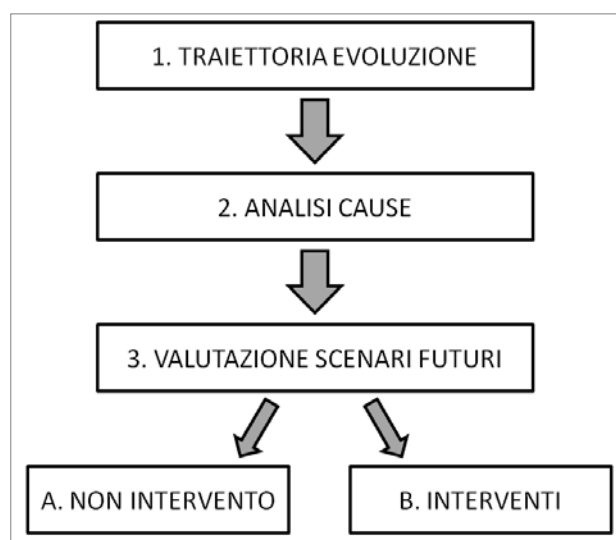 1. TRAIETTORIA EVOLUZIONE
2. ANALISI CAUSE
3. VALUTAZIONE SCENARI FUTURI
A. NON INTERVENTO
B. INTERVENTI